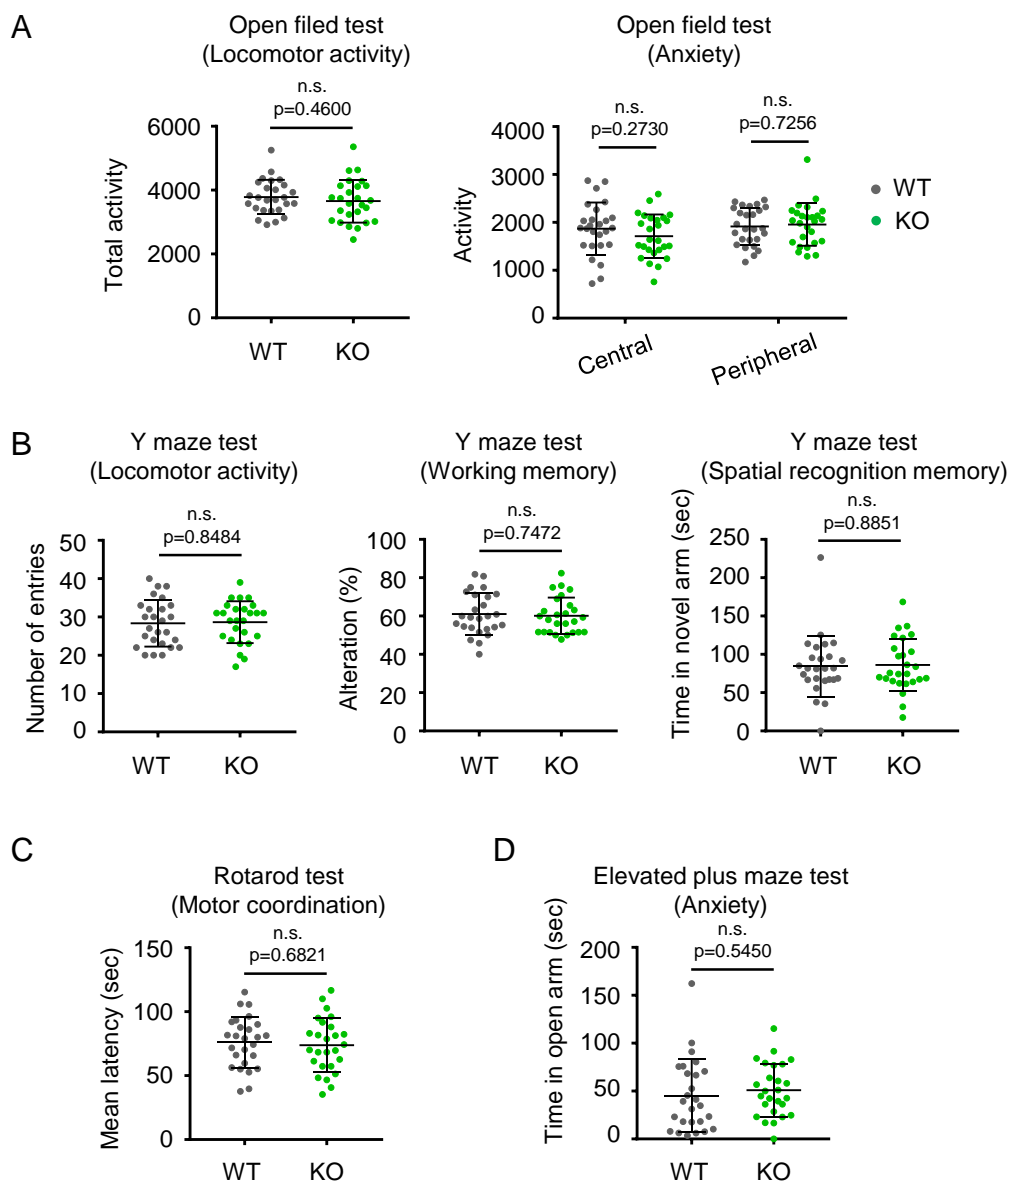 A
Open filed test
(Locomotor activity)
n.s.
p=0.4600
6000
4000
2000
0
Total activity
WT
KO
Open field test
(Anxiety)
n.s.
p=0.2730
n.s.
p=0.7256
4000
3000
2000
1000
0
Activity
Central
Peripheral
WT
KO
B
Y maze test
(Locomotor activity)
n.s.
p=0.8484
50
40
30
20
10
0
Number of entries
WT
KO
Y maze test
(Working memory)
n.s.
p=0.7472
100
80
60
40
20
0
Alteration (%)
WT
KO
Y maze test
(Spatial recognition memory)
n.s.
p=0.8851
250
200
150
100
50
0
Time in novel arm (sec)
WT
KO
C
Rotarod test
(Motor coordination)
n.s.
p=0.6821
150
100
50
0
Mean latency (sec)
WT
KO
D
Elevated plus maze test
(Anxiety)
n.s.
p=0.5450
200
150
100
50
0
Time in open arm (sec)
WT
KO